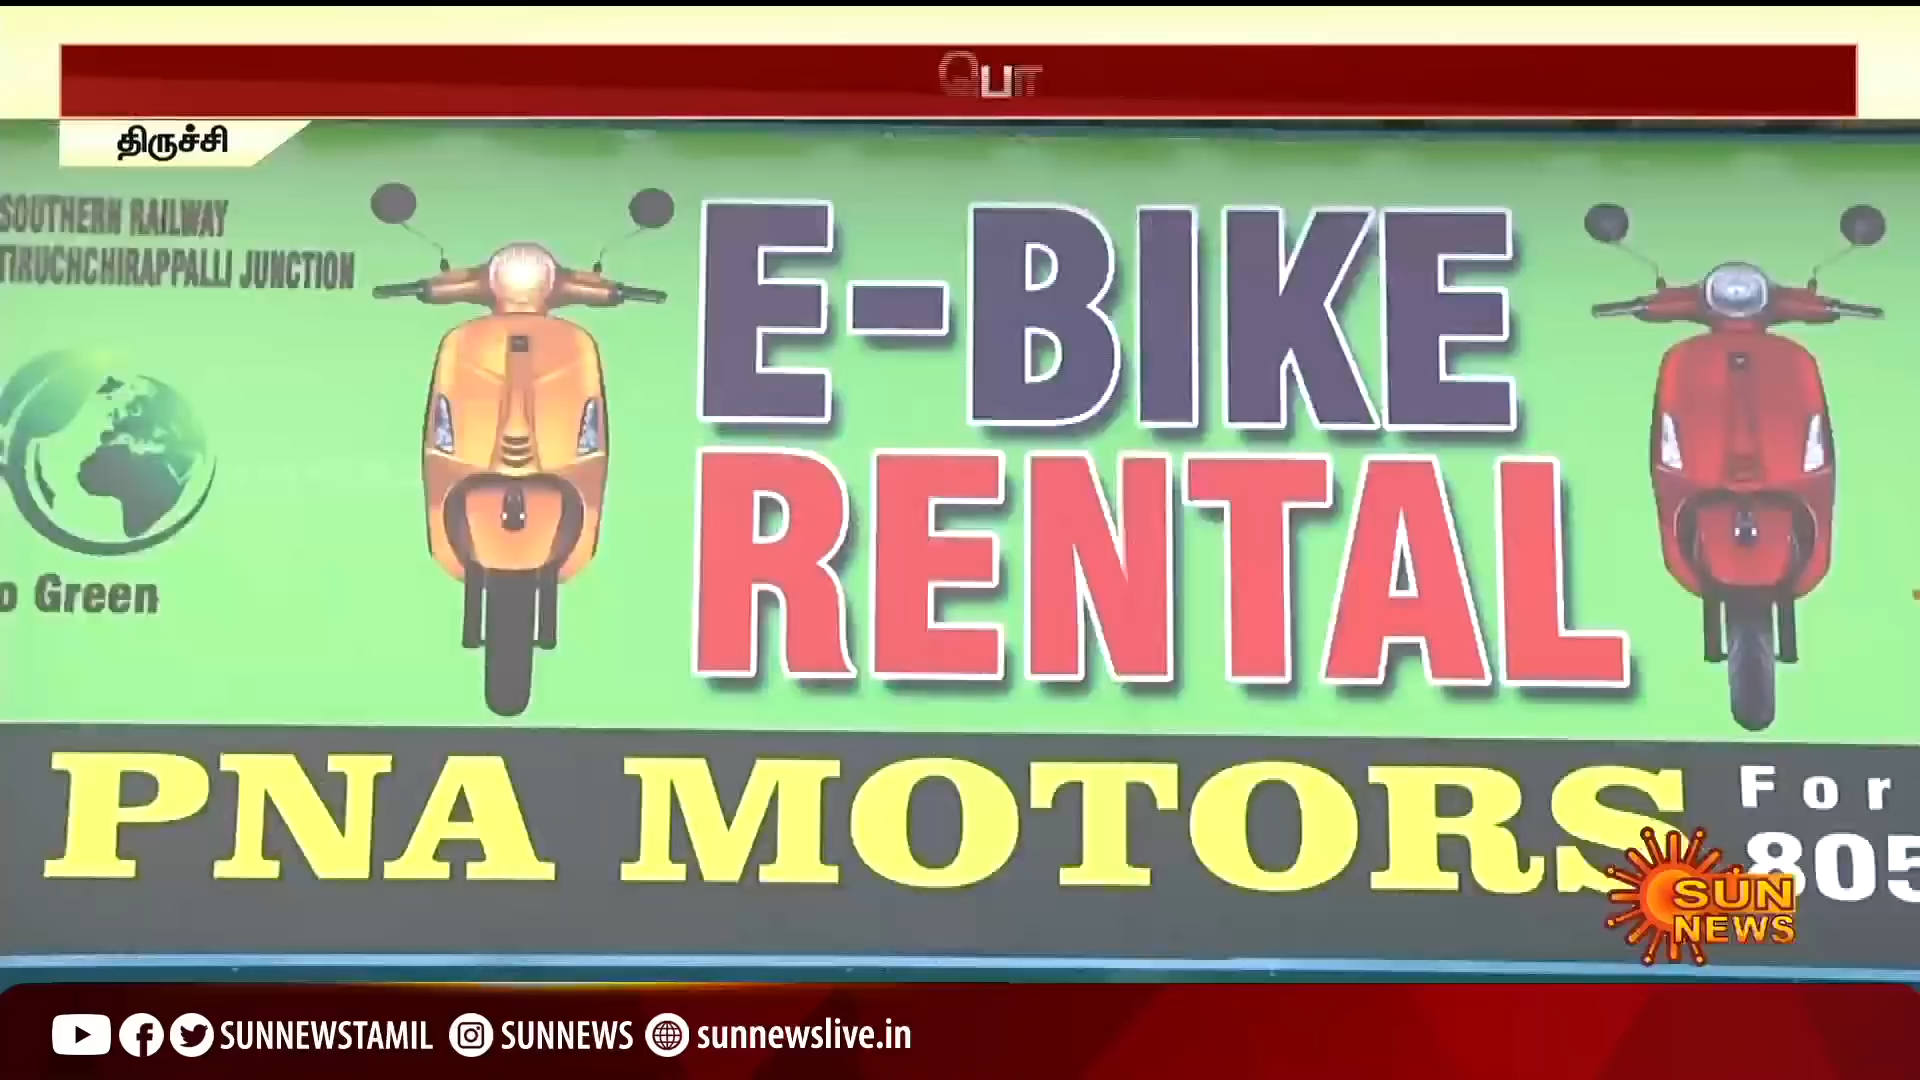 திருச்சி
SOUTHERN RAILWAY
TIRUCHCHIRAPPALLI JUNCTION
E-BIKE
RENTAL
Green
PNA MOTORS
For
805
SUN
NEWS
SUNNEWSTAMIL SUNNEWS sunnewslive.in